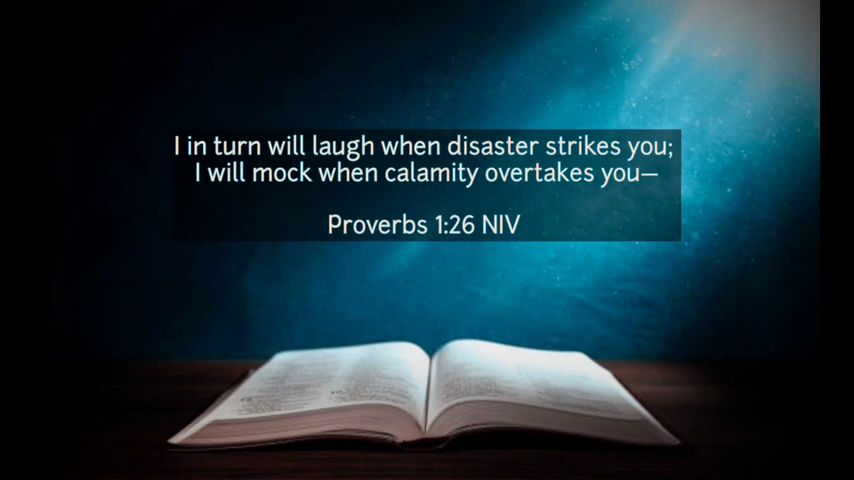 I in turn will laugh when disaster strikes you;
I will mock when calamity overtakes you—
Proverbs 1:26 NIV